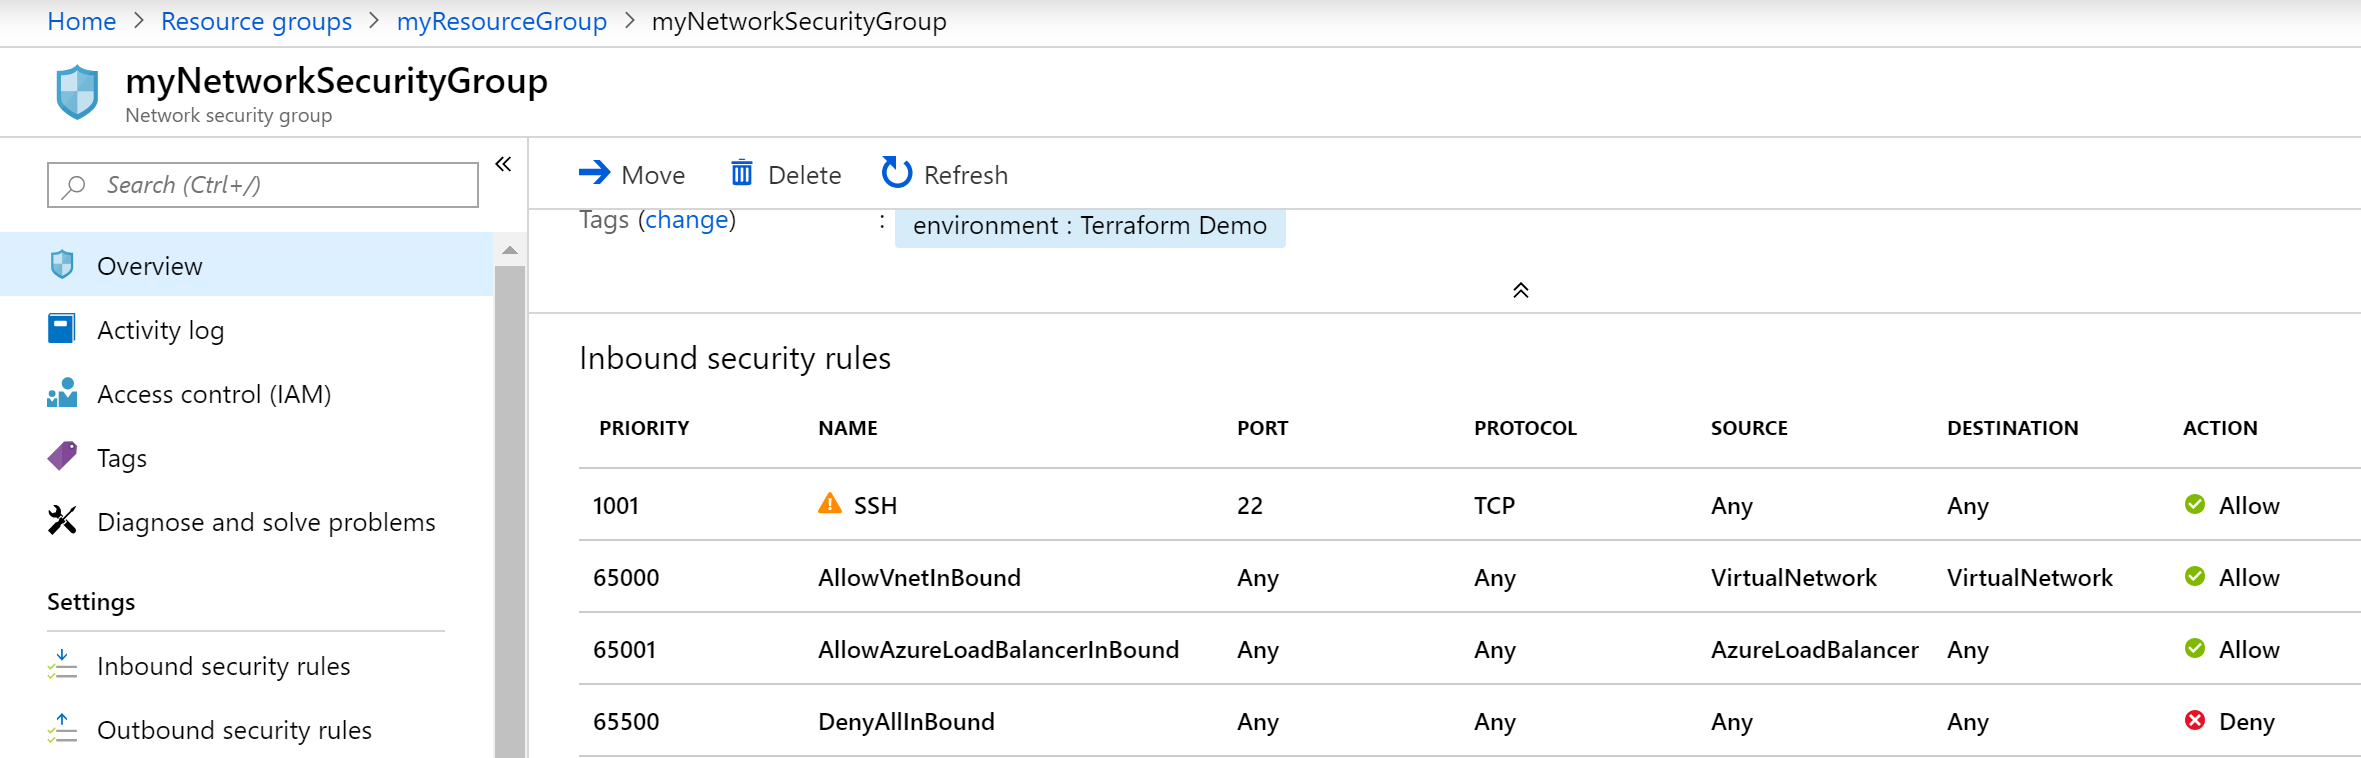 Home > Resource groups > myResourceGroup > myNetworkSecurityGroup
myNetworkSecurityGroup
Network security group
Search (Ctrl+/)
Overview
Activity log
Access control (IAM)
Tags
Diagnose and solve problems
Settings
Inbound security rules
Outbound security rules
Move Delete Refresh
Tags (change) : environment : Terraform Demo
Inbound security rules
PRIORITY NAME PORT PROTOCOL SOURCE DESTINATION ACTION
1001 SSH 22 TCP Any Any Allow
65000 AllowVnetInBound Any Any VirtualNetwork VirtualNetwork Allow
65001 AllowAzureLoadBalancerInBound Any Any AzureLoadBalancer Any Allow
65500 DenyAllInBound Any Any Any Any Deny